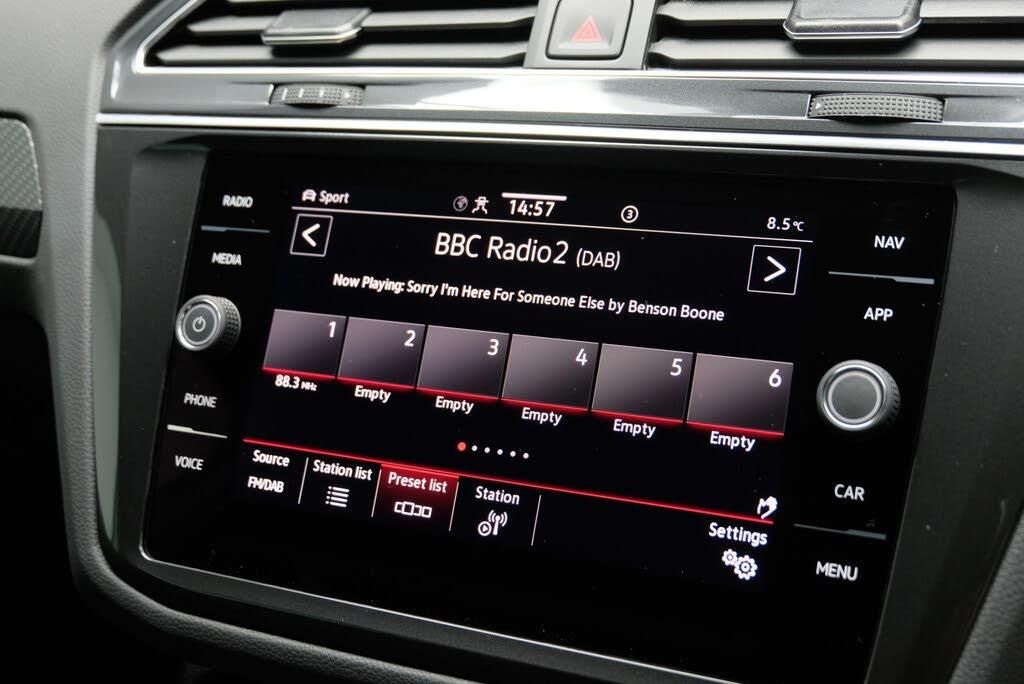 RADIO
MEDIA
PHONE
VOICE
Sport
14:57
3
8.5°C
<
BBC Radio2 (DAB)
>
Now Playing: Sorry I'm Here For Someone Else by Benson Boone
1 2 3 4 5 6
88.3 MHz Empty Empty Empty Empty Empty
Source
FM/DAB
Station list
Preset list
Station
Settings
NAV
APP
CAR
MENU